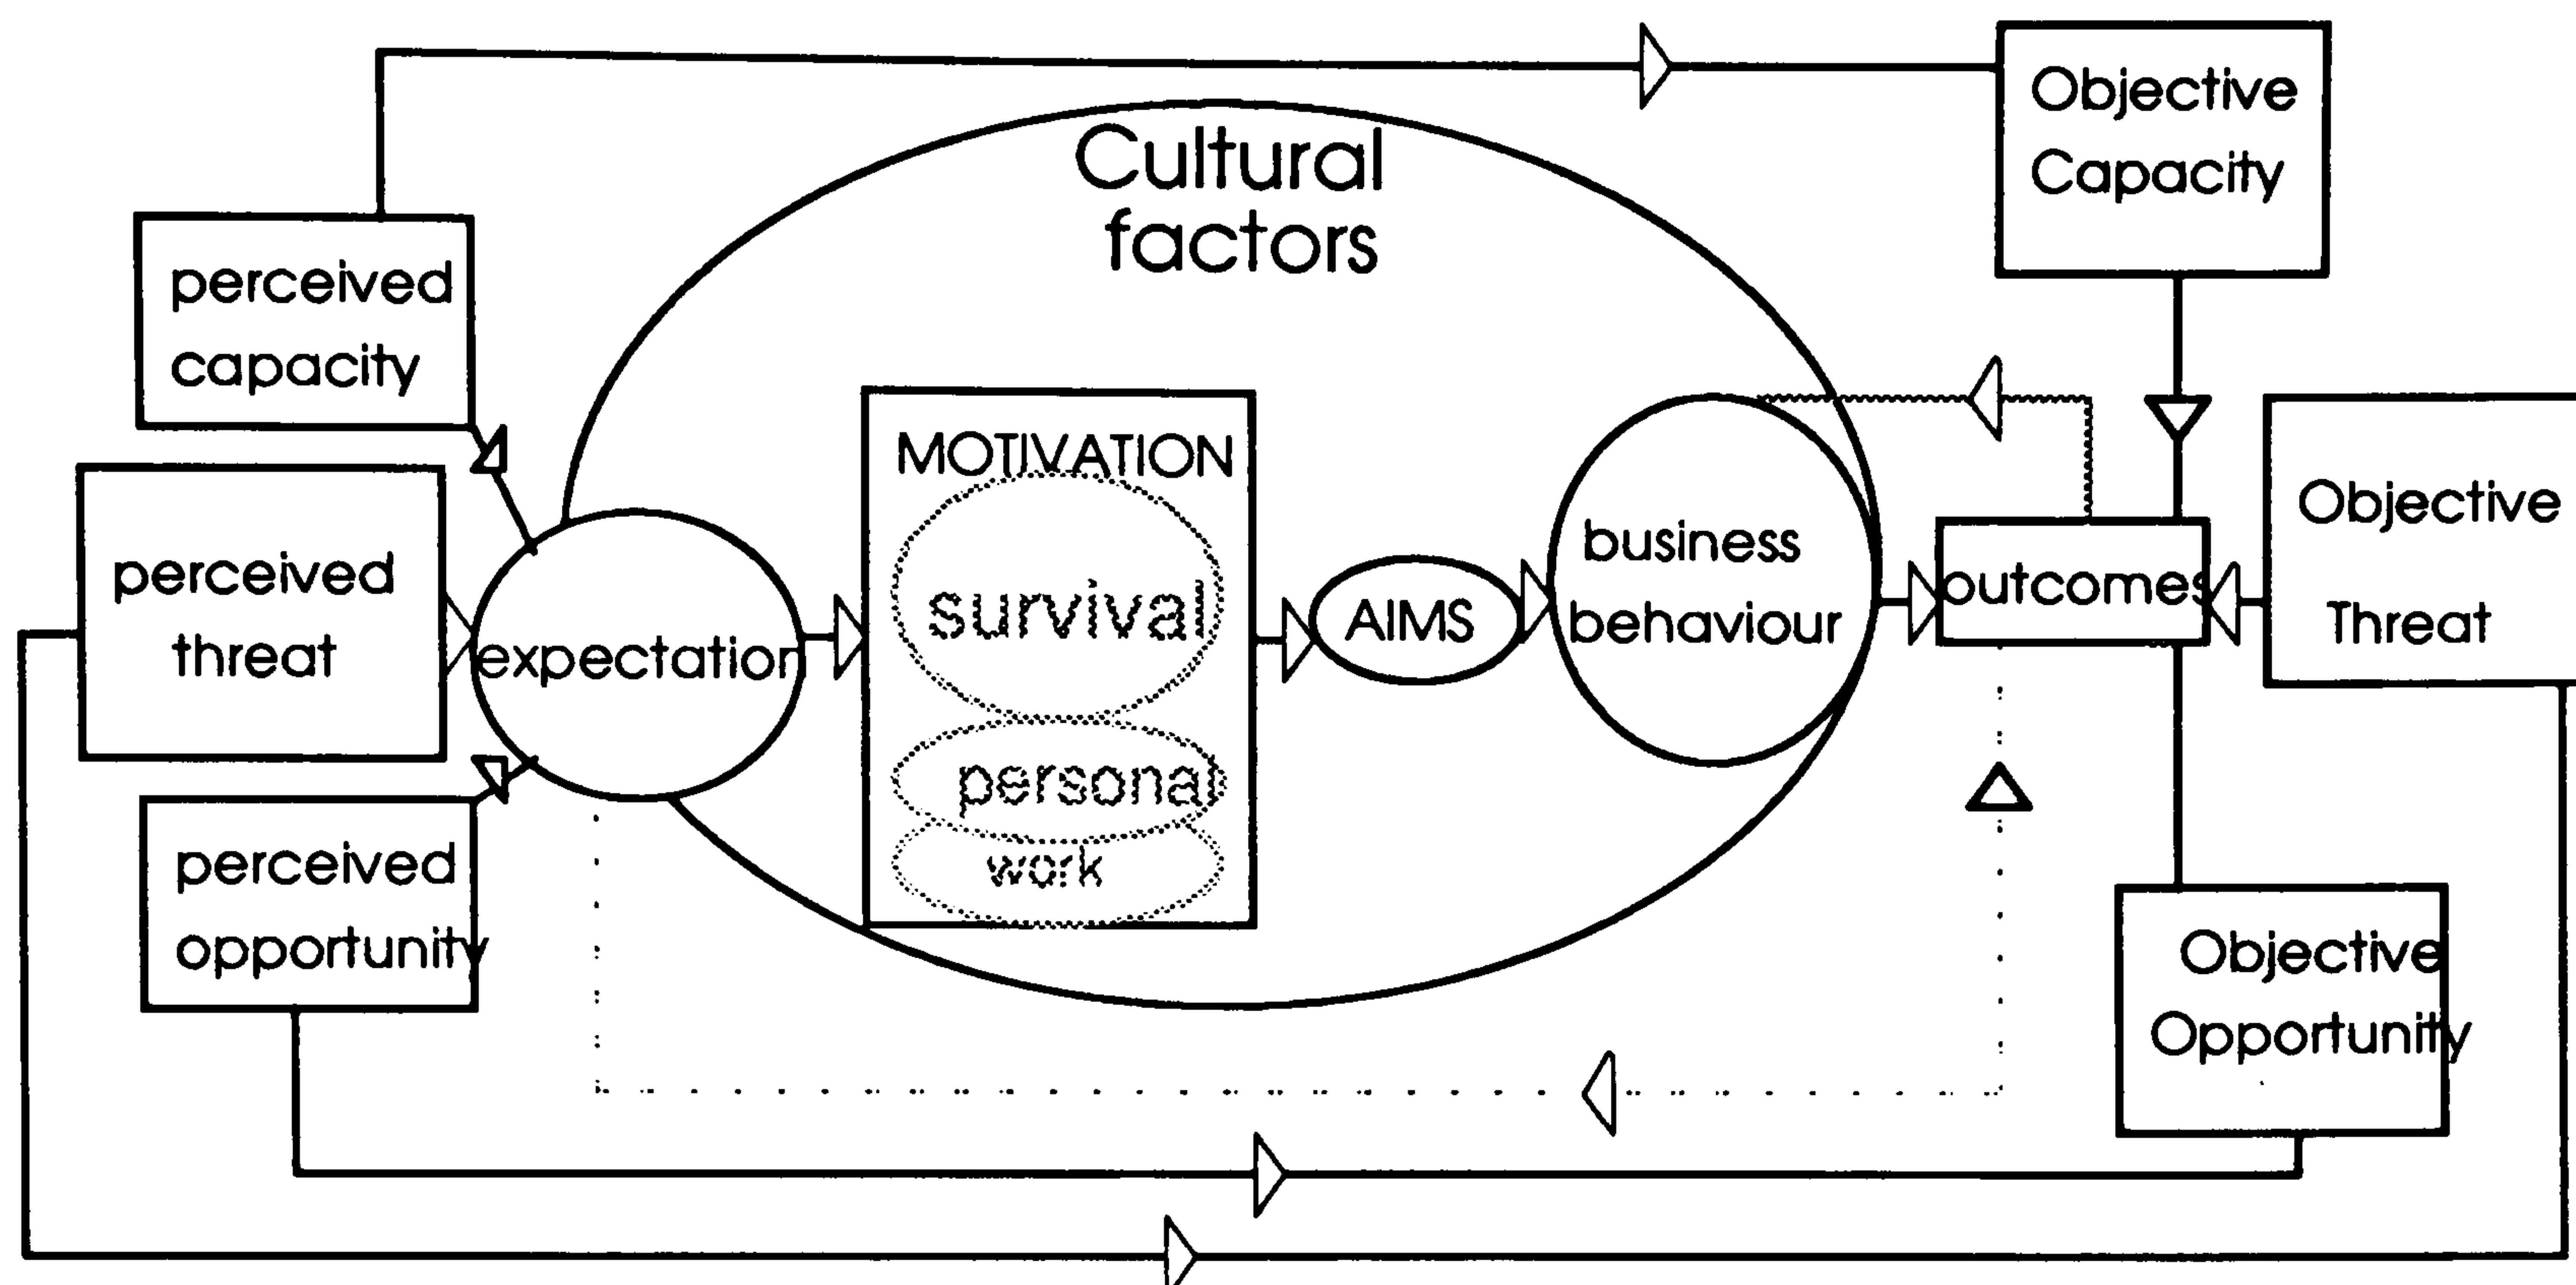 Objective
Capacity
Cultural
factors
perceived
capacity
MOTIVATION
Objective
Threat
perceived
threat
expectation
survival
AIMS
business
behaviour
outcomes
personal
work
perceived
opportunity
Objective
Opportunity